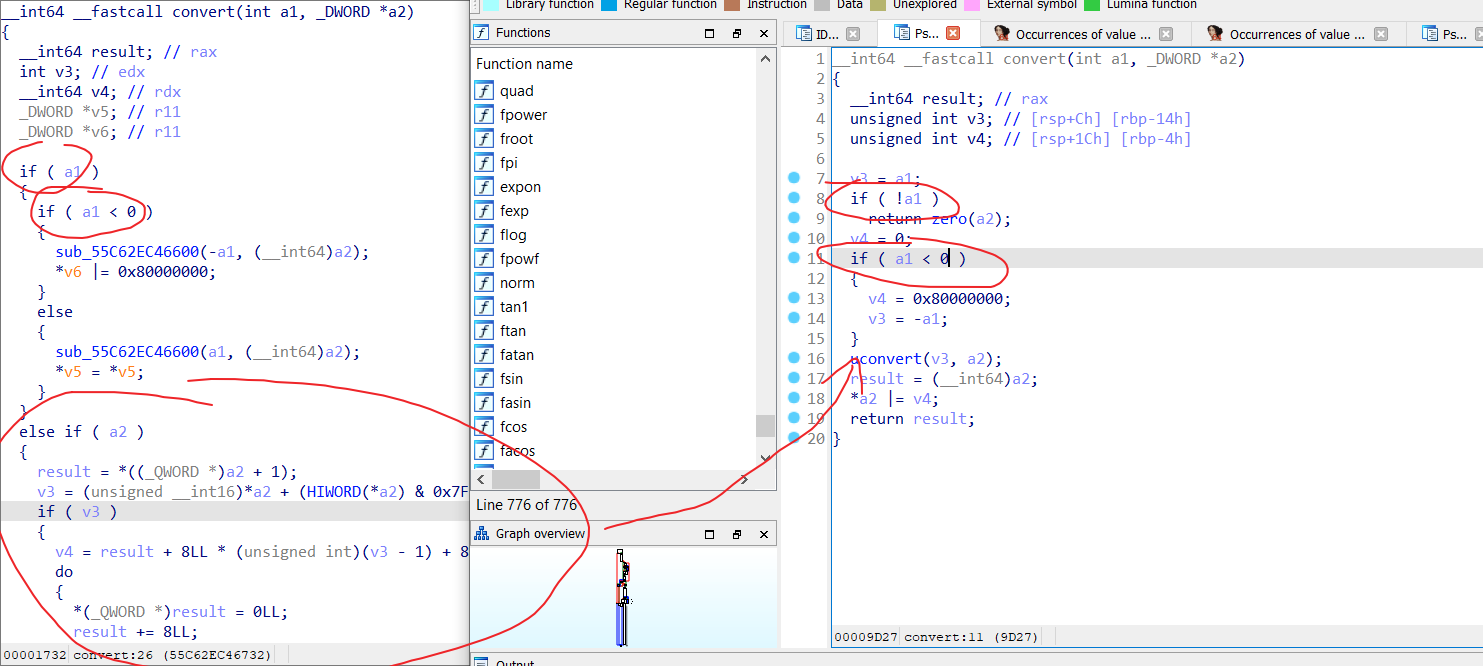 __int64 __fastcall convert(int a1, _DWORD *a2)
{
__int64 result; // rax
int v3; // edx
__int64 v4; // rdx
_DWORD *v5; // r11
_DWORD *v6; // r11
if ( a1 )
{
if ( a1 < 0 )
{
sub_55C62EC46600(-a1, (__int64)a2);
*v6 |= 0x80000000;
}
else
{
sub_55C62EC46600(a1, (__int64)a2);
*v5 = *v5;
}
}
else if ( a2 )
{
result = *((_QWORD *)a2 + 1);
v3 = (unsigned __int16)*a2 + (HIWORD(*a2) & 0x7F
if ( v3 )
{
v4 = result + 8LL * (unsigned int)(v3 - 1) + 8
do
{
*(_QWORD *)result = 0LL;
result += 8LL;
00001732 convert:26 (55C62EC46732)
Library function Regular function Instruction Data Unexplored External symbol Lumina function
Functions
Function name
f quad
f fpower
f froot
f fpi
f expon
f fexp
f flog
f fpowf
f norm
f tan1
f ftan
f fatan
f fsin
f fasin
f fcos
f facos
Line 776 of 776
Graph overview
Output
ID... Ps... Occurrences of value ... Occurrences of value ... Ps...
1 __int64 __fastcall convert(int a1, _DWORD *a2)
2 {
3 __int64 result; // rax
4 unsigned int v3; // [rsp+Ch] [rbp-14h]
5 unsigned int v4; // [rsp+1Ch] [rbp-4h]
6
7 v3 = a1;
8 if ( !a1 )
9 return zero(a2);
10 v4 = 0;
11 if ( a1 < 0 )
12 {
13 v4 = 0x80000000;
14 v3 = -a1;
15 }
16 uconvert(v3, a2);
17 result = (__int64)a2;
18 *a2 |= v4;
19 return result;
20 }
00009D27 convert:11 (9D27)